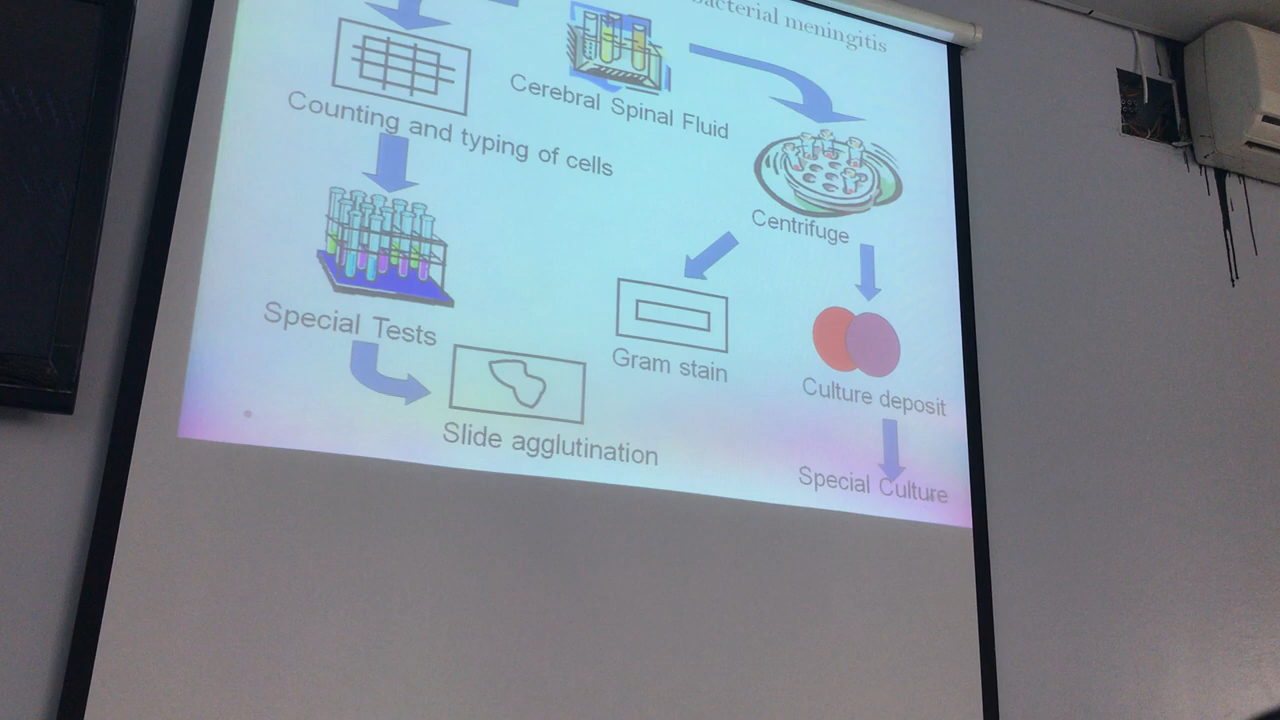 bacterial meningitis
Cerebral Spinal Fluid
Counting and typing of cells
Centrifuge
Special Tests
Gram stain
Culture deposit
Slide agglutination
Special Culture